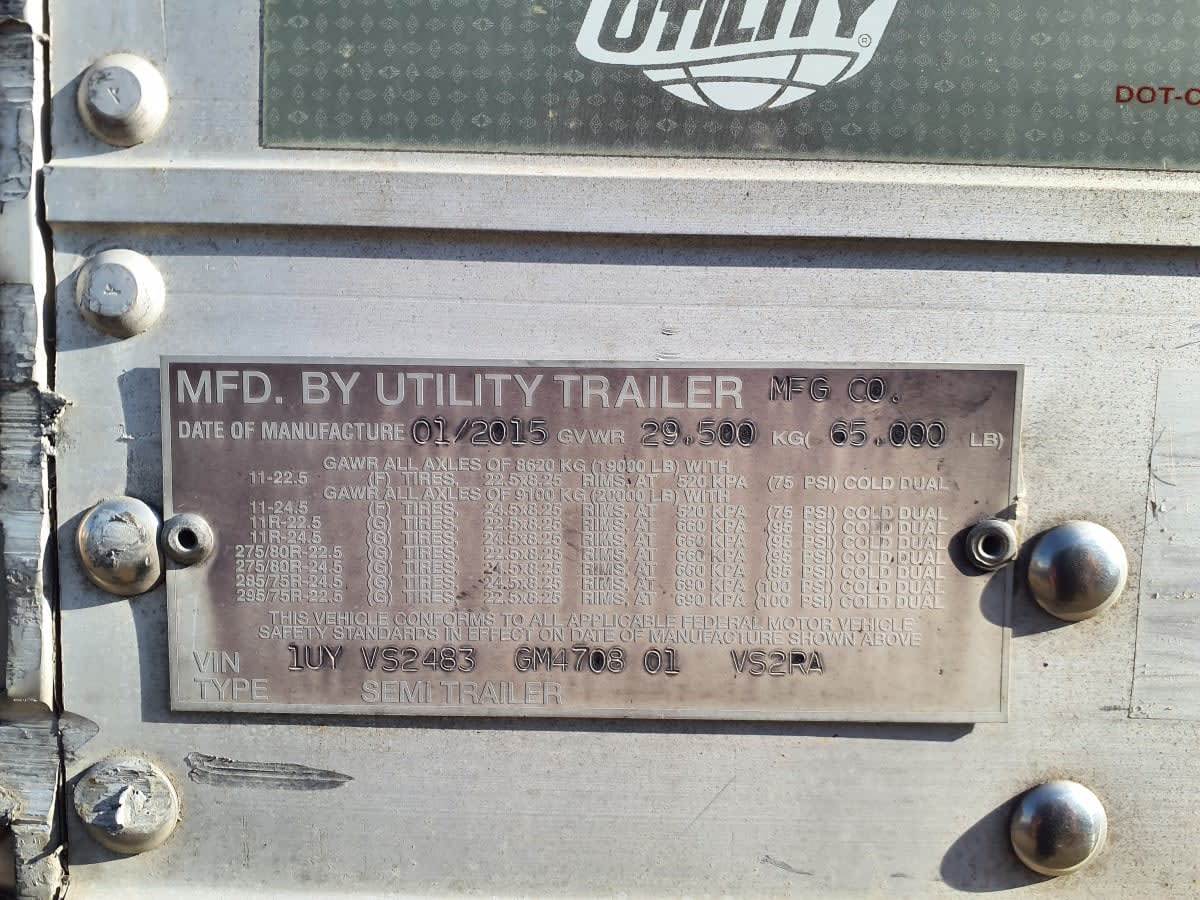 UTILITY®
DOT-C
MFD. BY UTILITY TRAILER MFG CO.
DATE OF MANUFACTURE 01/2015 GVWR 29.500 KG( 65.000 LB)
GAWR ALL AXLES OF 8620 KG (19000 LB) WITH
11-22.5 (F) TIRES, 22.5x8.25 RIMS, AT 520 KPA (75 PSI) COLD DUAL
GAWR ALL AXLES OF 9100 KG (20000 LB) WITH
11-24.5 (F) TIRES, 24.5x8.25 RIMS, AT 520 KPA (75 PSI) COLD DUAL
11R-22.5 (G) TIRES, 22.5x8.25 RIMS, AT 660 KPA (95 PSI) COLD DUAL
11R-24.5 (G) TIRES, 24.5x8.25 RIMS, AT 660 KPA (95 PSI) COLD DUAL
275/80R-22.5 (G) TIRES, 22.5x8.25 RIMS, AT 660 KPA (95 PSI) COLD DUAL
275/80R-24.5 (G) TIRES, 24.5x8.25 RIMS, AT 660 KPA (95 PSI) COLD DUAL
285/75R-24.5 (G) TIRES, 24.5x8.25 RIMS, AT 690 KPA (100 PSI) COLD DUAL
295/75R-22.5 (G) TIRES, 22.5x8.25 RIMS, AT 690 KPA (100 PSI) COLD DUAL
THIS VEHICLE CONFORMS TO ALL APPLICABLE FEDERAL MOTOR VEHICLE
SAFETY STANDARDS IN EFFECT ON DATE OF MANUFACTURE SHOWN ABOVE
VIN 1UY VS2483 GM4708 01 VS2RA
TYPE SEMI TRAILER